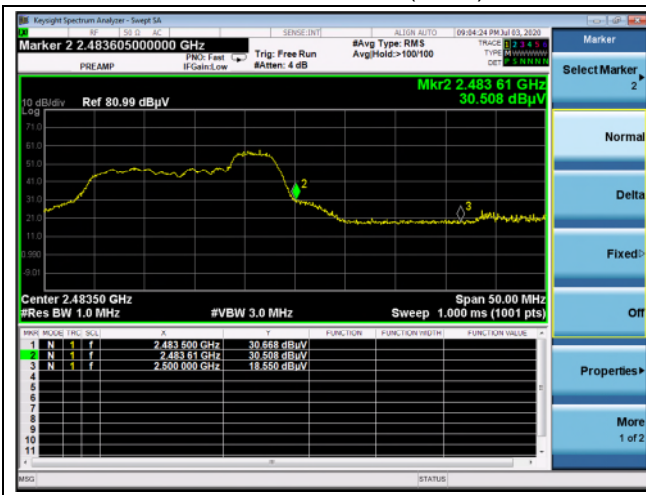 Keysight Spectrum Analyzer - Swept SA
RF 50 Ω AC SENSE:INT ALIGN AUTO 09:04:24 PM Jul 03, 2020
Marker 2 2.483605000000 GHz
PREAMP
PNO: Fast
IFGain:Low
Trig: Free Run
#Atten: 4 dB
#Avg Type: RMS
Avg|Hold:>100/100
TRACE 1 2 3 4 5 6
TYPE M W W W W W
DET P S N N N N
Mkr2 2.483 61 GHz
30.508 dBµV
10 dB/div Ref 80.99 dBµV
Log
71.0
61.0
51.0
41.0
31.0
21.0
11.0
0.990
-9.01
2
3
Center 2.48350 GHz Span 50.00 MHz
#Res BW 1.0 MHz #VBW 3.0 MHz Sweep 1.000 ms (1001 pts)
MKR MODE TRC SCL X Y FUNCTION FUNCTION WIDTH FUNCTION VALUE
1 N 1 f 2.483 500 GHz 30.668 dBµV
2 N 1 f 2.483 61 GHz 30.508 dBµV
3 N 1 f 2.500 000 GHz 18.550 dBµV
4
5
6
7
8
9
10
11
MSG STATUS
Marker
Select Marker
2
Normal
Delta
Fixed
Off
Properties
More
1 of 2